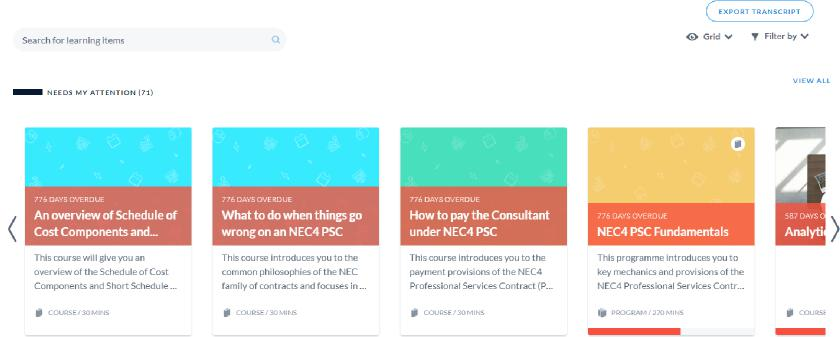 EXPORT TRANSCRIPT
Search for learning items
Grid
Filter by
VIEW ALL
NEEDS MY ATTENTION (71)
776 DAYS OVERDUE
An overview of Schedule of
Cost Components and...
This course will give you an
overview of the Schedule of Cost
Components and Short Schedule ...
COURSE / 30 MINS
776 DAYS OVERDUE
What to do when things go
wrong on an NEC4 PSC
This course introduces you to the
common philosophies of the NEC
family of contracts and focuses in ...
COURSE / 30 MINS
776 DAYS OVERDUE
How to pay the Consultant
under NEC4 PSC
This course introduces you to the
payment provisions of the NEC4
Professional Services Contract (P...
COURSE / 30 MINS
776 DAYS OVERDUE
NEC4 PSC Fundamentals
This programme introduces you to
key mechanics and provisions of the
NEC4 Professional Services Contr...
PROGRAM / 270 MINS
587 DAYS O
Analytic
COURSE